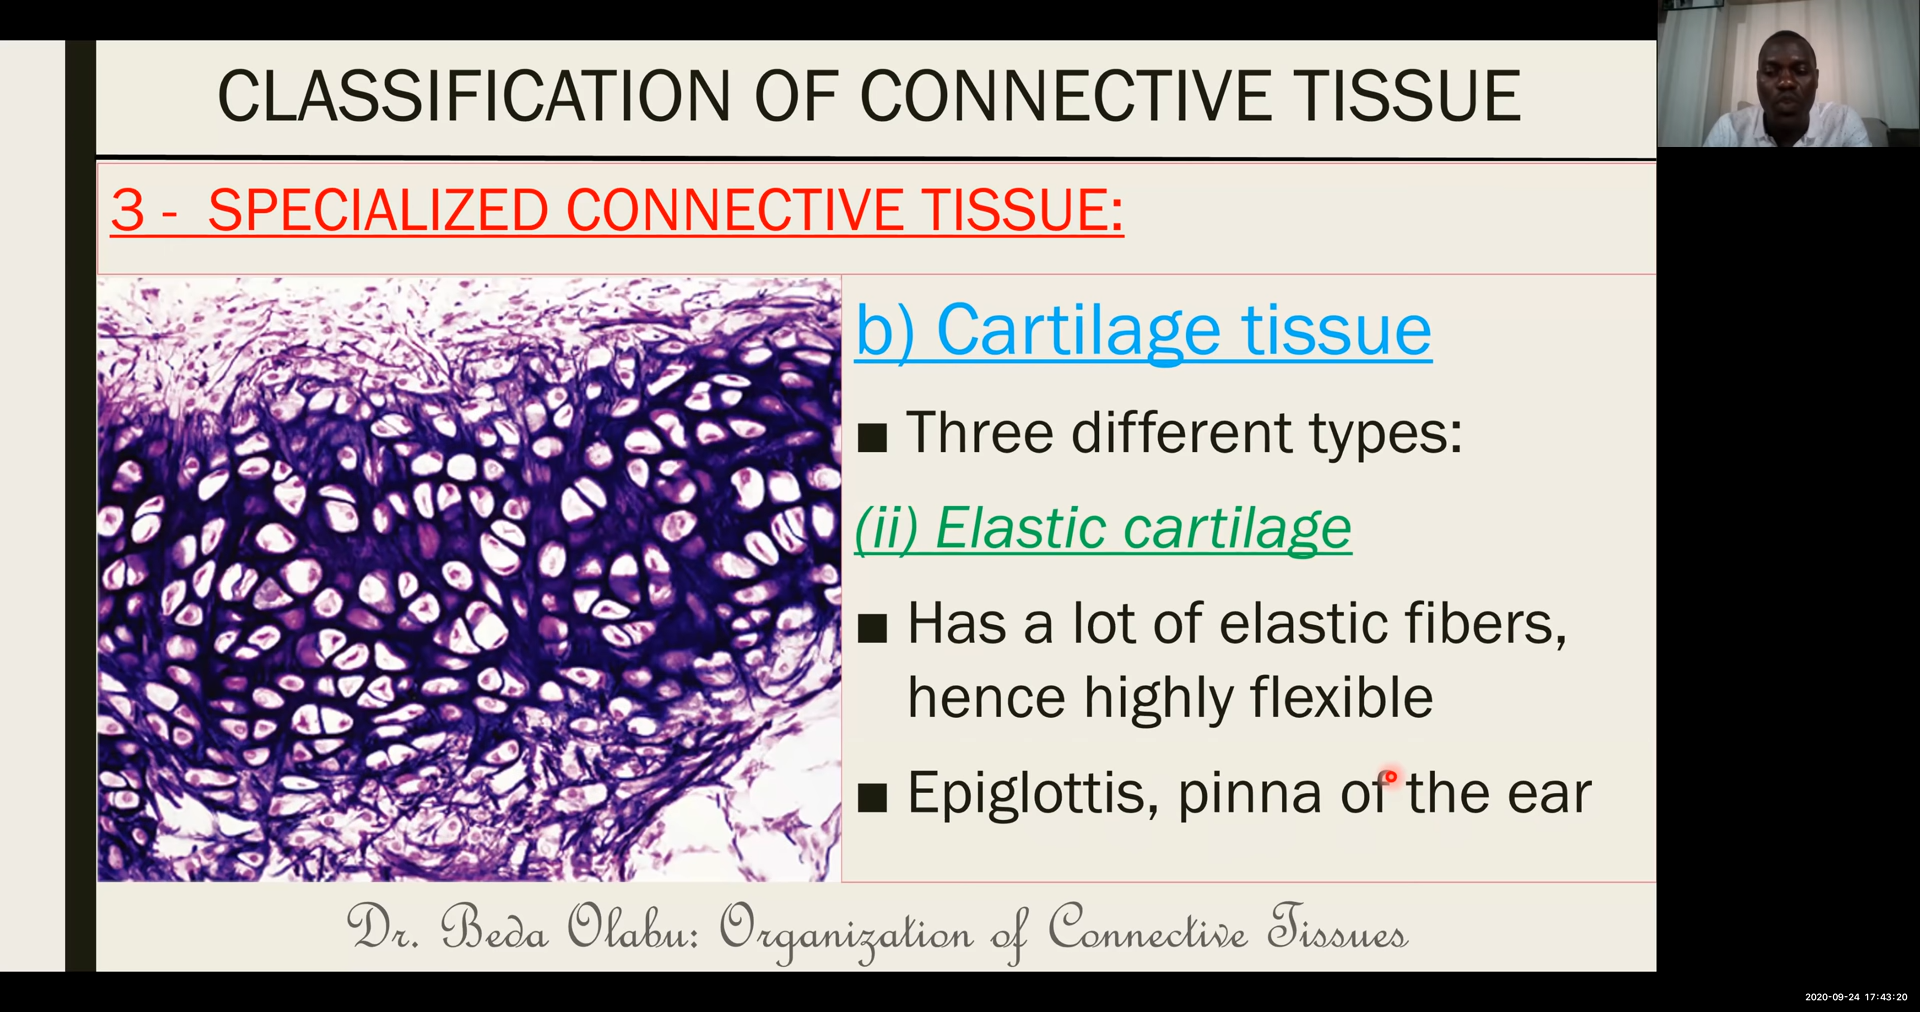 CLASSIFICATION OF CONNECTIVE TISSUE
3 - SPECIALIZED CONNECTIVE TISSUE:
b) Cartilage tissue
■ Three different types:
(ii) Elastic cartilage
■ Has a lot of elastic fibers,
hence highly flexible
■ Epiglottis, pinna of the ear
Dr. Beda Olabu: Organization of Connective Tissues
2020-09-24 17:43:20